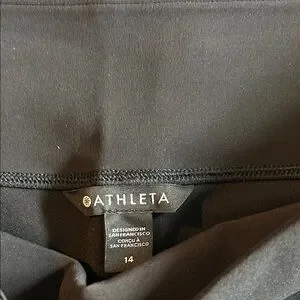 ATHLETA
DESIGNED IN
SAN FRANCISCO
CONÇU À
SAN FRANCISCO
14